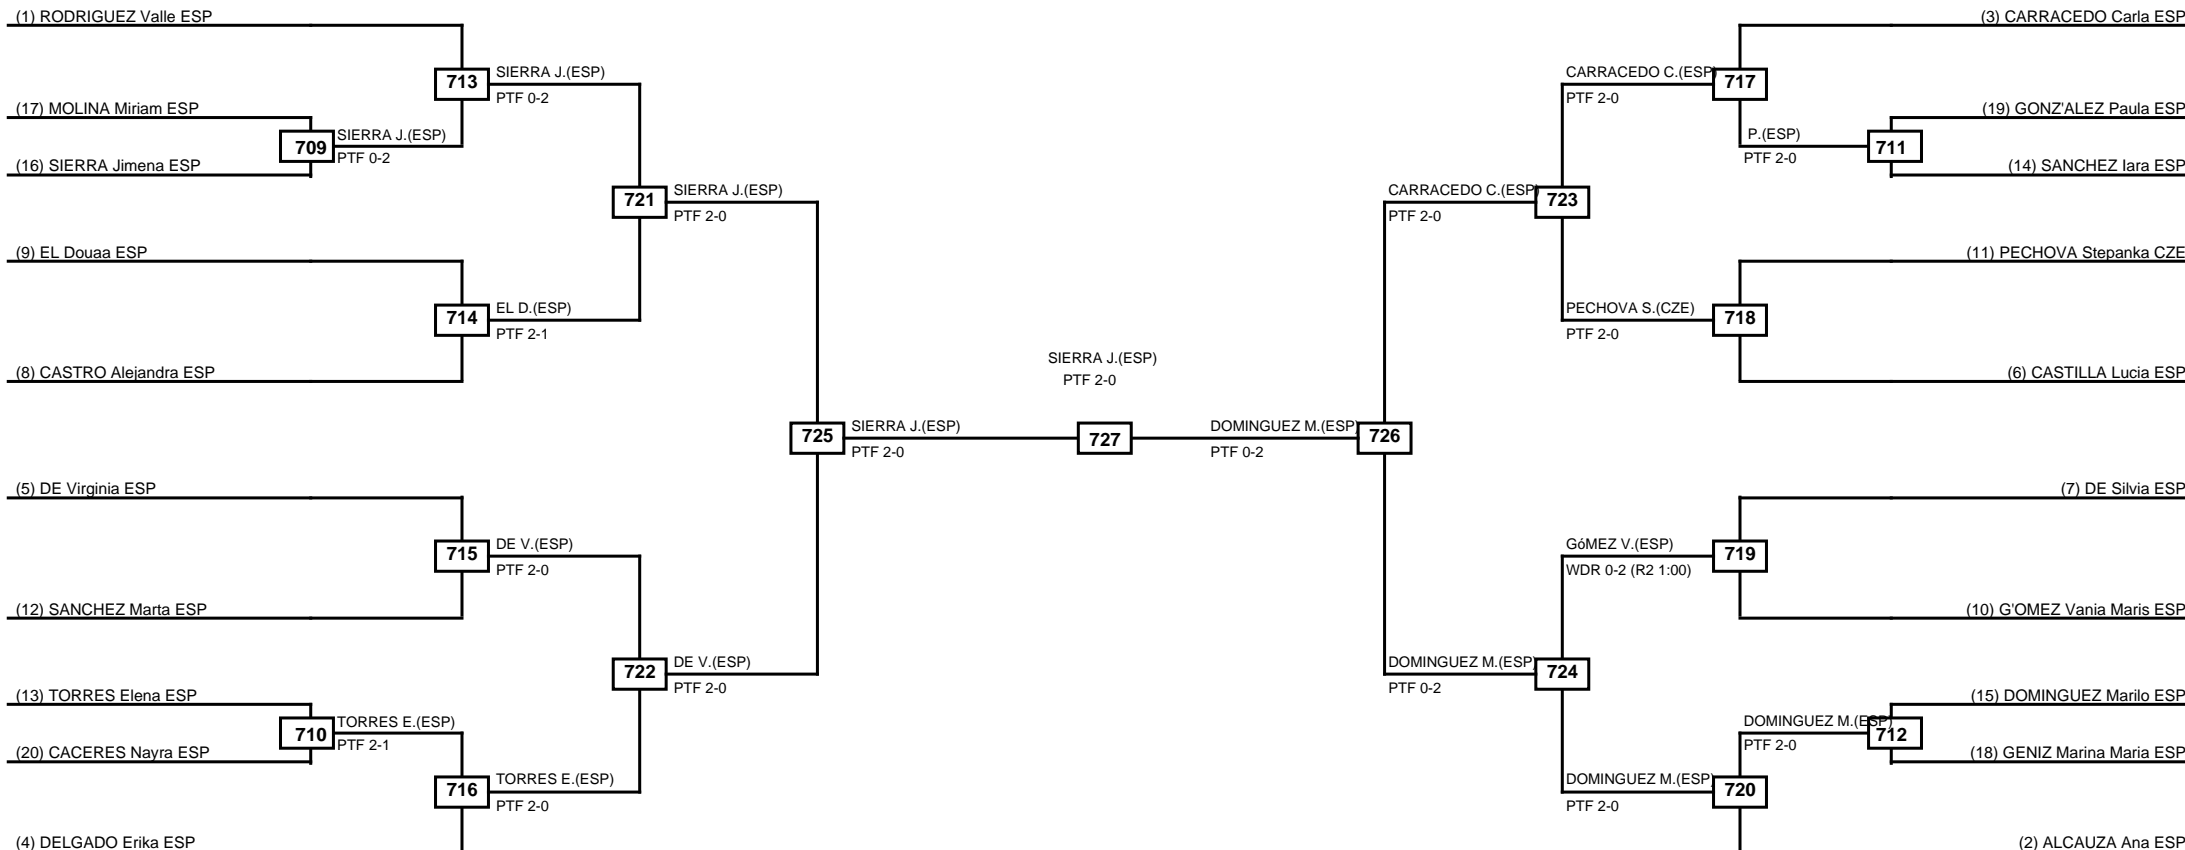 (1) RODRIGUEZ Valle ESP
(3) CARRACEDO Carla ESP
713
SIERRA J.(ESP)
PTF 0-2
CARRACEDO C.(ESP)
PTF 2-0
717
(17) MOLINA Miriam ESP
(19) GONZ'ALEZ Paula ESP
709
SIERRA J.(ESP)
PTF 0-2
P.(ESP)
PTF 2-0
711
(16) SIERRA Jimena ESP
(14) SANCHEZ Iara ESP
721
SIERRA J.(ESP)
PTF 2-0
CARRACEDO C.(ESP)
PTF 2-0
723
(9) EL Douaa ESP
(11) PECHOVA Stepanka CZE
714
EL D.(ESP)
PTF 2-1
PECHOVA S.(CZE)
PTF 2-0
718
(8) CASTRO Alejandra ESP
(6) CASTILLA Lucia ESP
SIERRA J.(ESP)
PTF 2-0
725
SIERRA J.(ESP)
PTF 2-0
727
DOMINGUEZ M.(ESP)
PTF 0-2
726
(5) DE Virginia ESP
(7) DE Silvia ESP
715
DE V.(ESP)
PTF 2-0
GóMEZ V.(ESP)
WDR 0-2 (R2 1:00)
719
(12) SANCHEZ Marta ESP
(10) G'OMEZ Vania Maris ESP
722
DE V.(ESP)
PTF 2-0
DOMINGUEZ M.(ESP)
PTF 0-2
724
(13) TORRES Elena ESP
(15) DOMINGUEZ Marilo ESP
710
TORRES E.(ESP)
PTF 2-1
DOMINGUEZ M.(ESP)
PTF 2-0
712
(20) CACERES Nayra ESP
(18) GENIZ Marina Maria ESP
716
TORRES E.(ESP)
PTF 2-0
DOMINGUEZ M.(ESP)
PTF 2-0
720
(4) DELGADO Erika ESP
(2) ALCAUZA Ana ESP